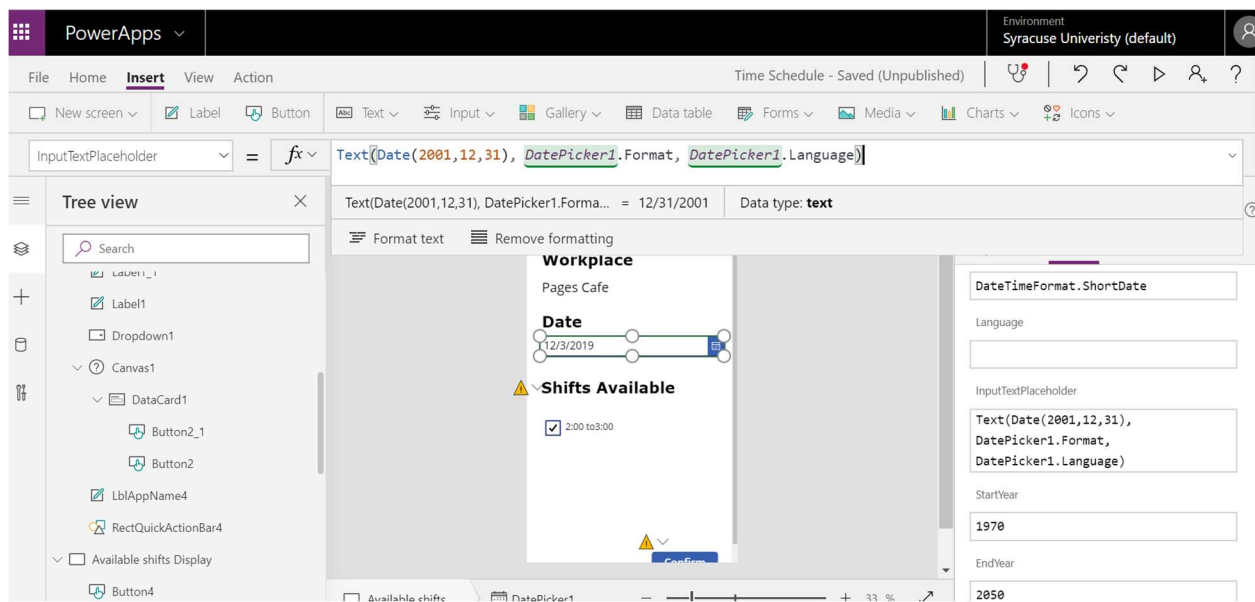 Environment
PowerApps
Syracuse Univeristy (default)
File Home Insert View Action
Time Schedule - Saved (Unpublished)
New screen Label Button Text Input Gallery Data table Forms Media Charts Icons
InputTextPlaceholder = fx Text(Date(2001,12,31), DatePicker1.Format, DatePicker1.Language)
Tree view
Text(Date(2001,12,31), DatePicker1.Forma... = 12/31/2001 Data type: text
Search
Format text Remove formatting
Label1_1
Label1
Dropdown1
Canvas1
DataCard1
Button2_1
Button2
LblAppName4
RectQuickActionBar4
Available shifts Display
Button4
Workplace
Pages Cafe
Date
12/3/2019
Shifts Available
2:00 to3:00
Confirm
Available shifts DatePicker1 33 %
DateTimeFormat.ShortDate
Language
InputTextPlaceholder
Text(Date(2001,12,31),
DatePicker1.Format,
DatePicker1.Language)
StartYear
1970
EndYear
2050